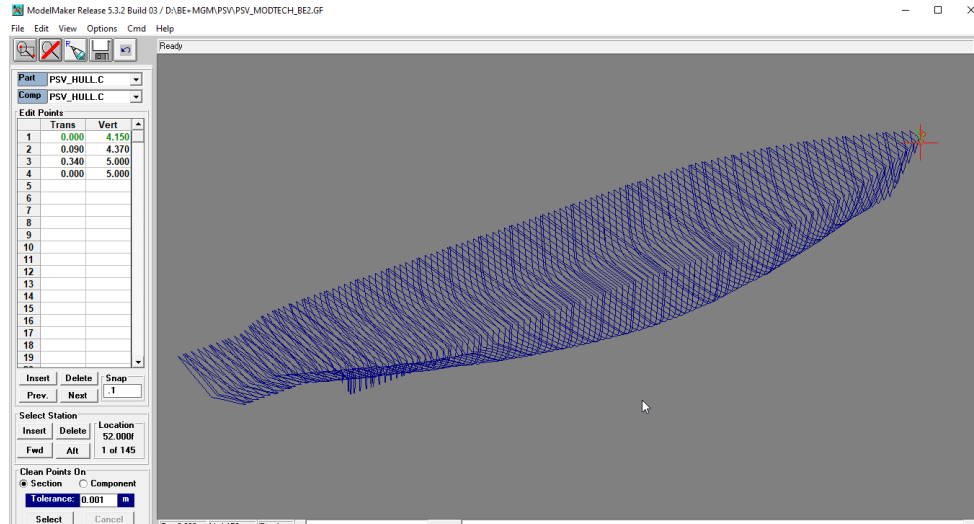 ModelMaker Release 5.3.2 Build 03 / D:\BE+MGM\PSV\PSV_MODTECH_BE2.GF
File Edit View Options Cmd Help
Ready
Part PSV_HULL.C
Comp PSV_HULL.C
Edit Points
Trans Vert
1 0.000 4.150
2 0.090 4.370
3 0.340 5.000
4 0.000 5.000
5
6
7
8
9
10
11
12
13
14
15
16
17
18
19
Insert Delete Snap
.1
Prev. Next
Select Station
Insert Delete Location
52.000f
Fwd Aft 1 of 145
Clean Points On
Section Component
Tolerance: 0.001 m
Select Cancel